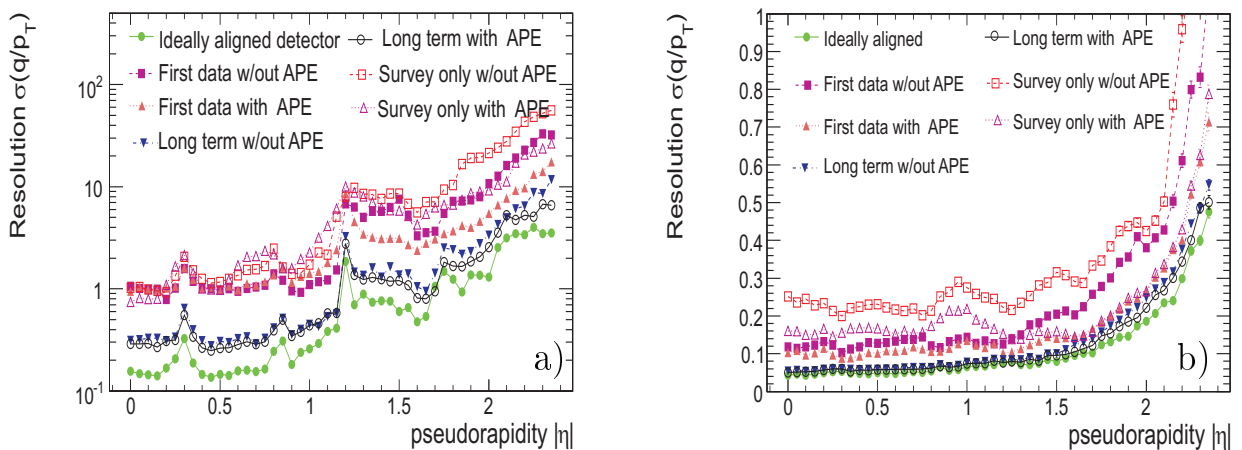 Resolution σ(q/pT)
Ideally aligned detector
First data w/out APE
First data with APE
Long term w/out APE
Long term with APE
Survey only w/out APE
Survey only with APE
10²
10
1
10⁻¹
0 0.5 1 1.5 2
pseudorapidity |η|
a)
Resolution σ(q/pT)
Ideally aligned
First data w/out APE
First data with APE
Long term w/out APE
Long term with APE
Survey only w/out APE
Survey only with APE
1
0.9
0.8
0.7
0.6
0.5
0.4
0.3
0.2
0.1
0
0 0.5 1 1.5 2
pseudorapidity |η|
b)